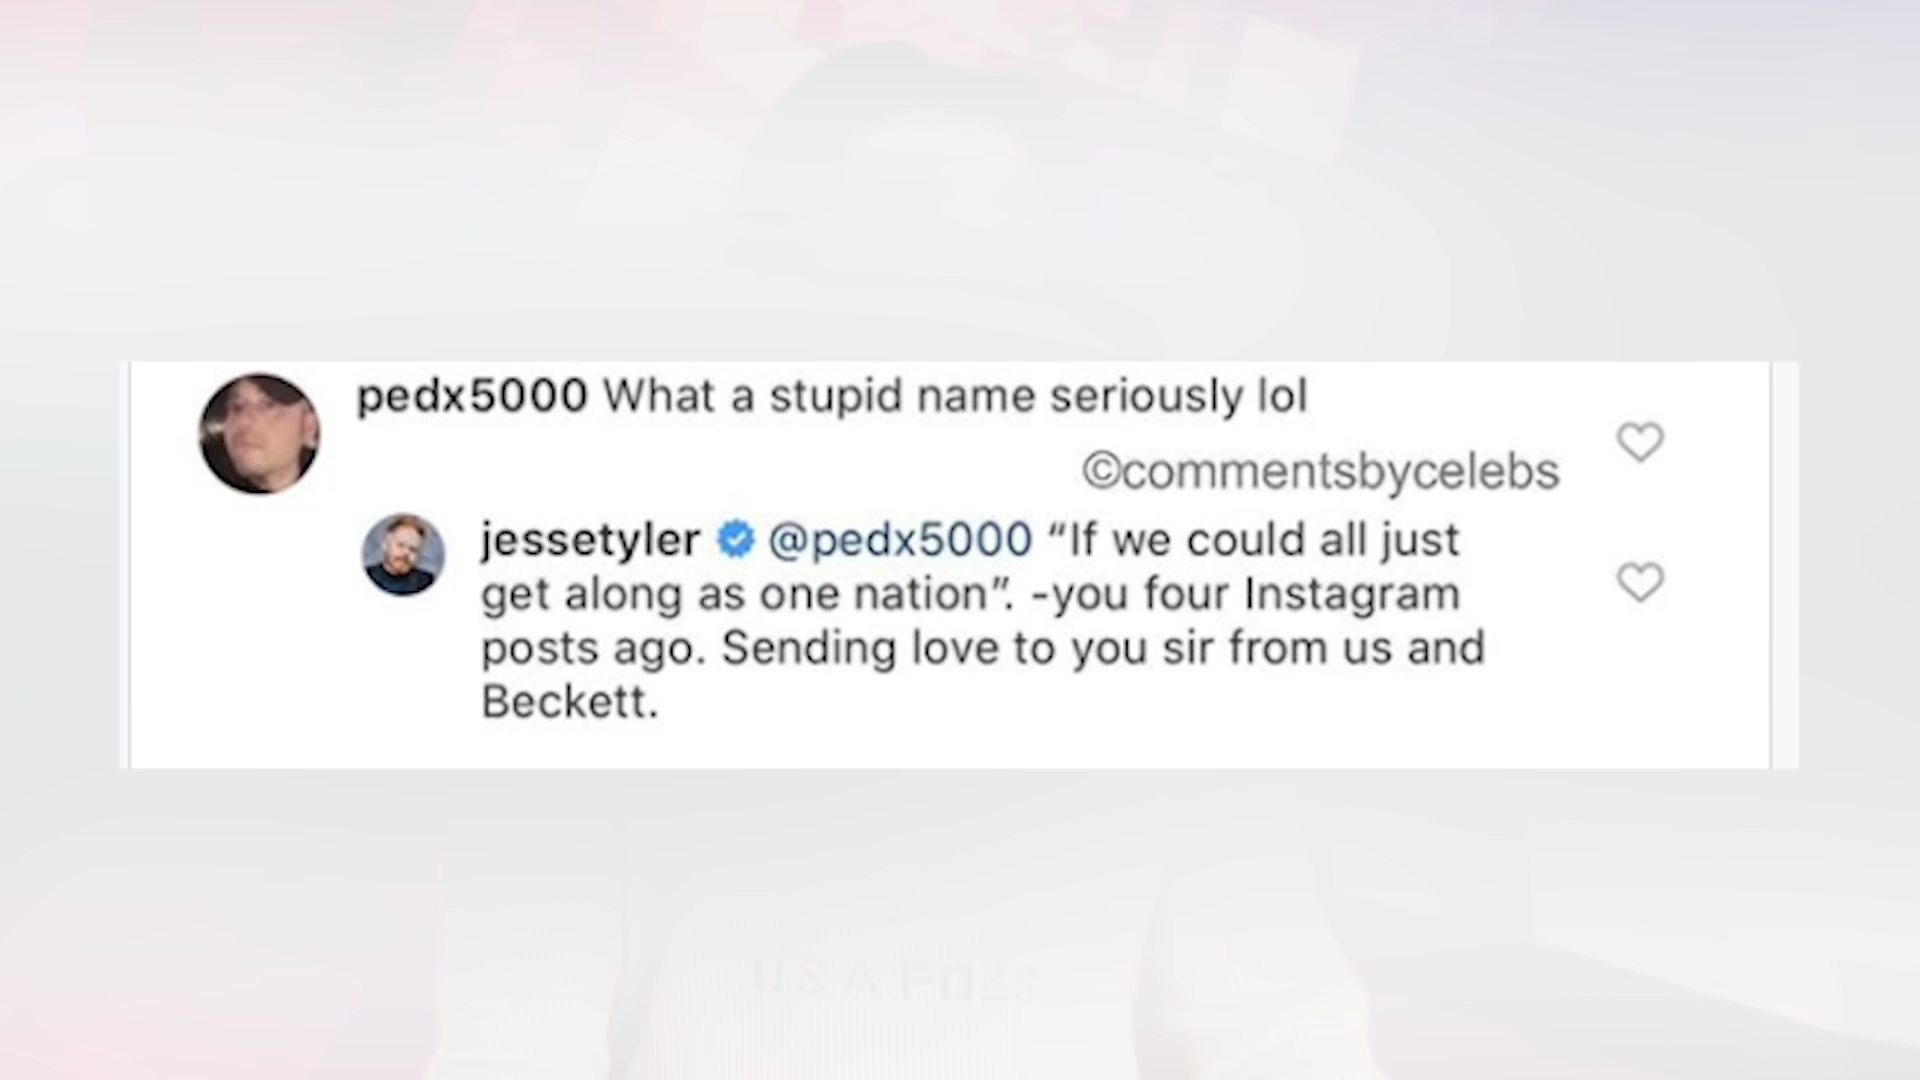 pedx5000 What a stupid name seriously lol
©commentsbycelebs
jessetyler @pedx5000 “If we could all just
get along as one nation”. -you four Instagram
posts ago. Sending love to you sir from us and
Beckett.